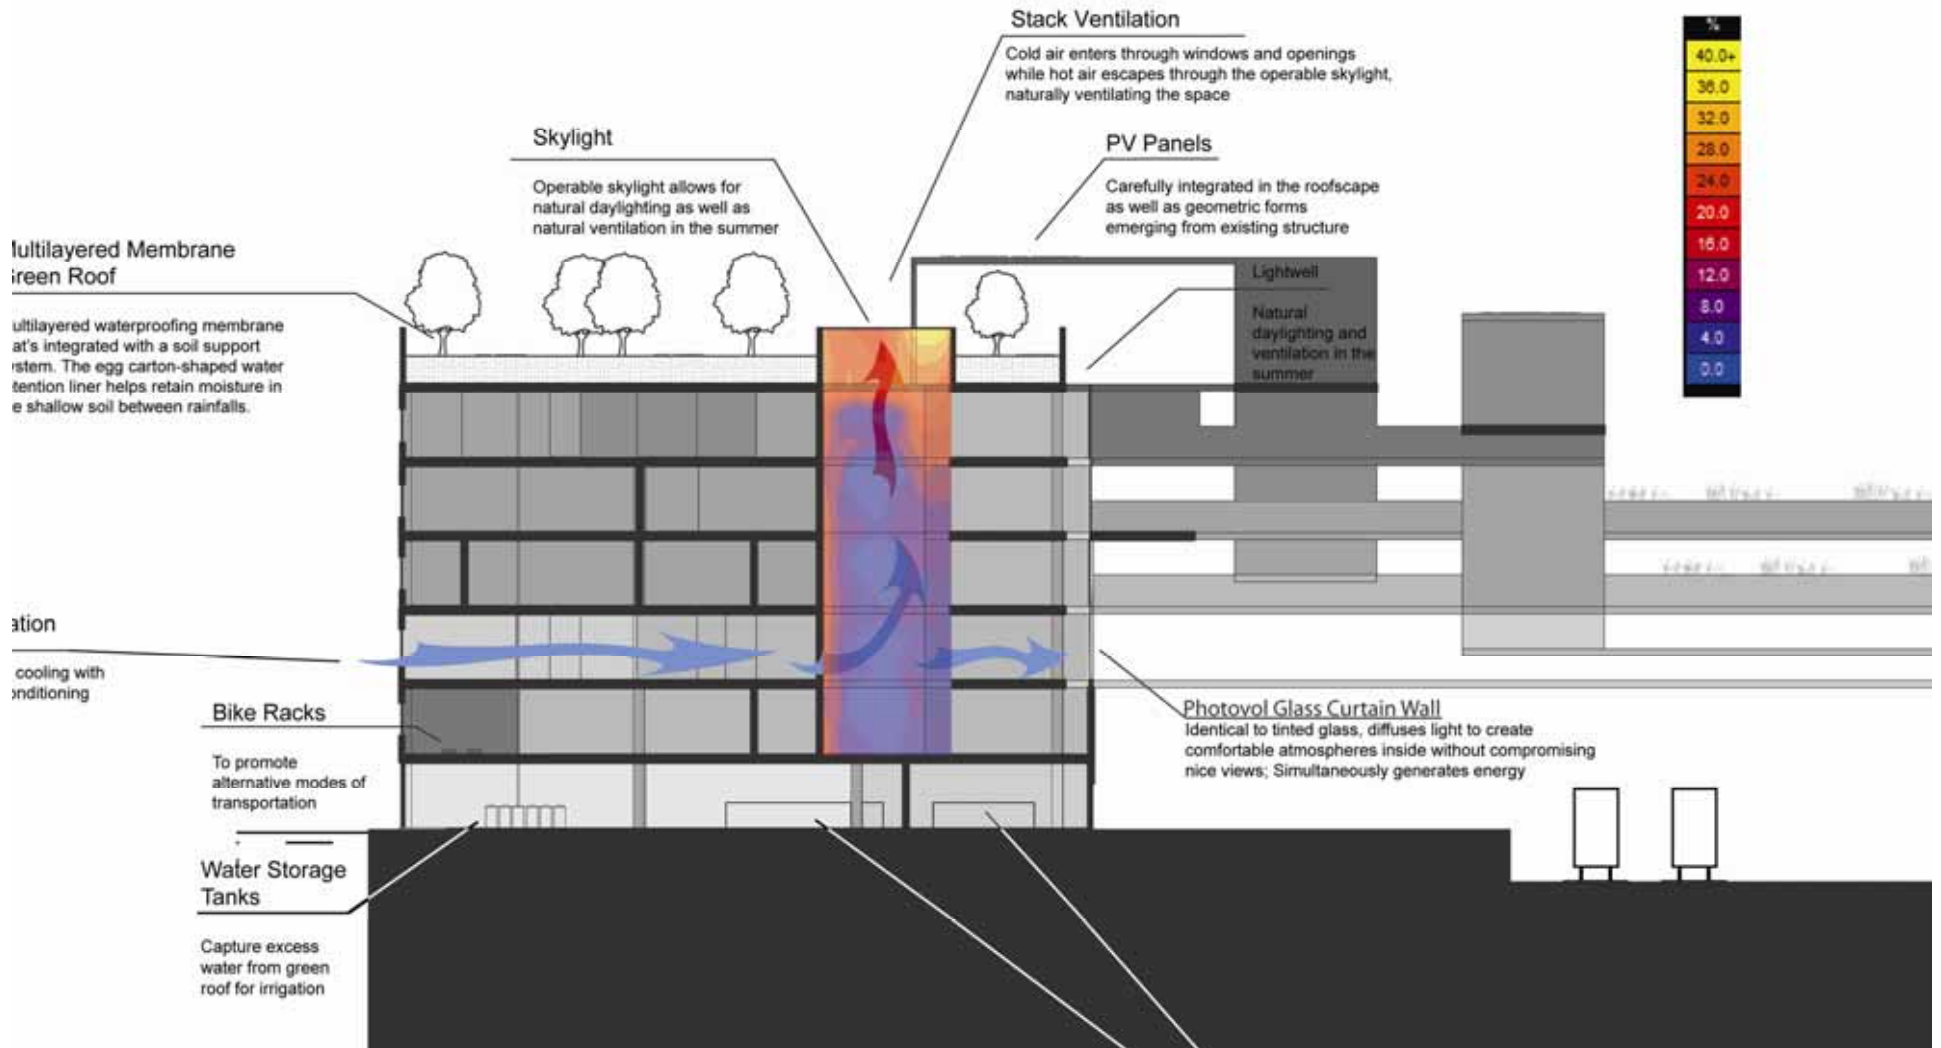 Stack Ventilation
Cold air enters through windows and openings
while hot air escapes through the operable skylight,
naturally ventilating the space
Skylight
Operable skylight allows for
natural daylighting as well as
natural ventilation in the summer
PV Panels
Carefully integrated in the roofscape
as well as geometric forms
emerging from existing structure
ultilayered Membrane
reen Roof
ultilayered waterproofing membrane
at's integrated with a soil support
stem. The egg carton-shaped water
tention liner helps retain moisture in
e shallow soil between rainfalls.
Lightwell
Natural
daylighting and
ventilation in the
summer
%
40.0+
36.0
32.0
28.0
24.0
20.0
16.0
12.0
8.0
4.0
0.0
ation
cooling with
onditioning
Bike Racks
To promote
alternative modes of
transportation
Photovol Glass Curtain Wall
Identical to tinted glass, diffuses light to create
comfortable atmospheres inside without compromising
nice views; Simultaneously generates energy
Water Storage
Tanks
Capture excess
water from green
roof for irrigation